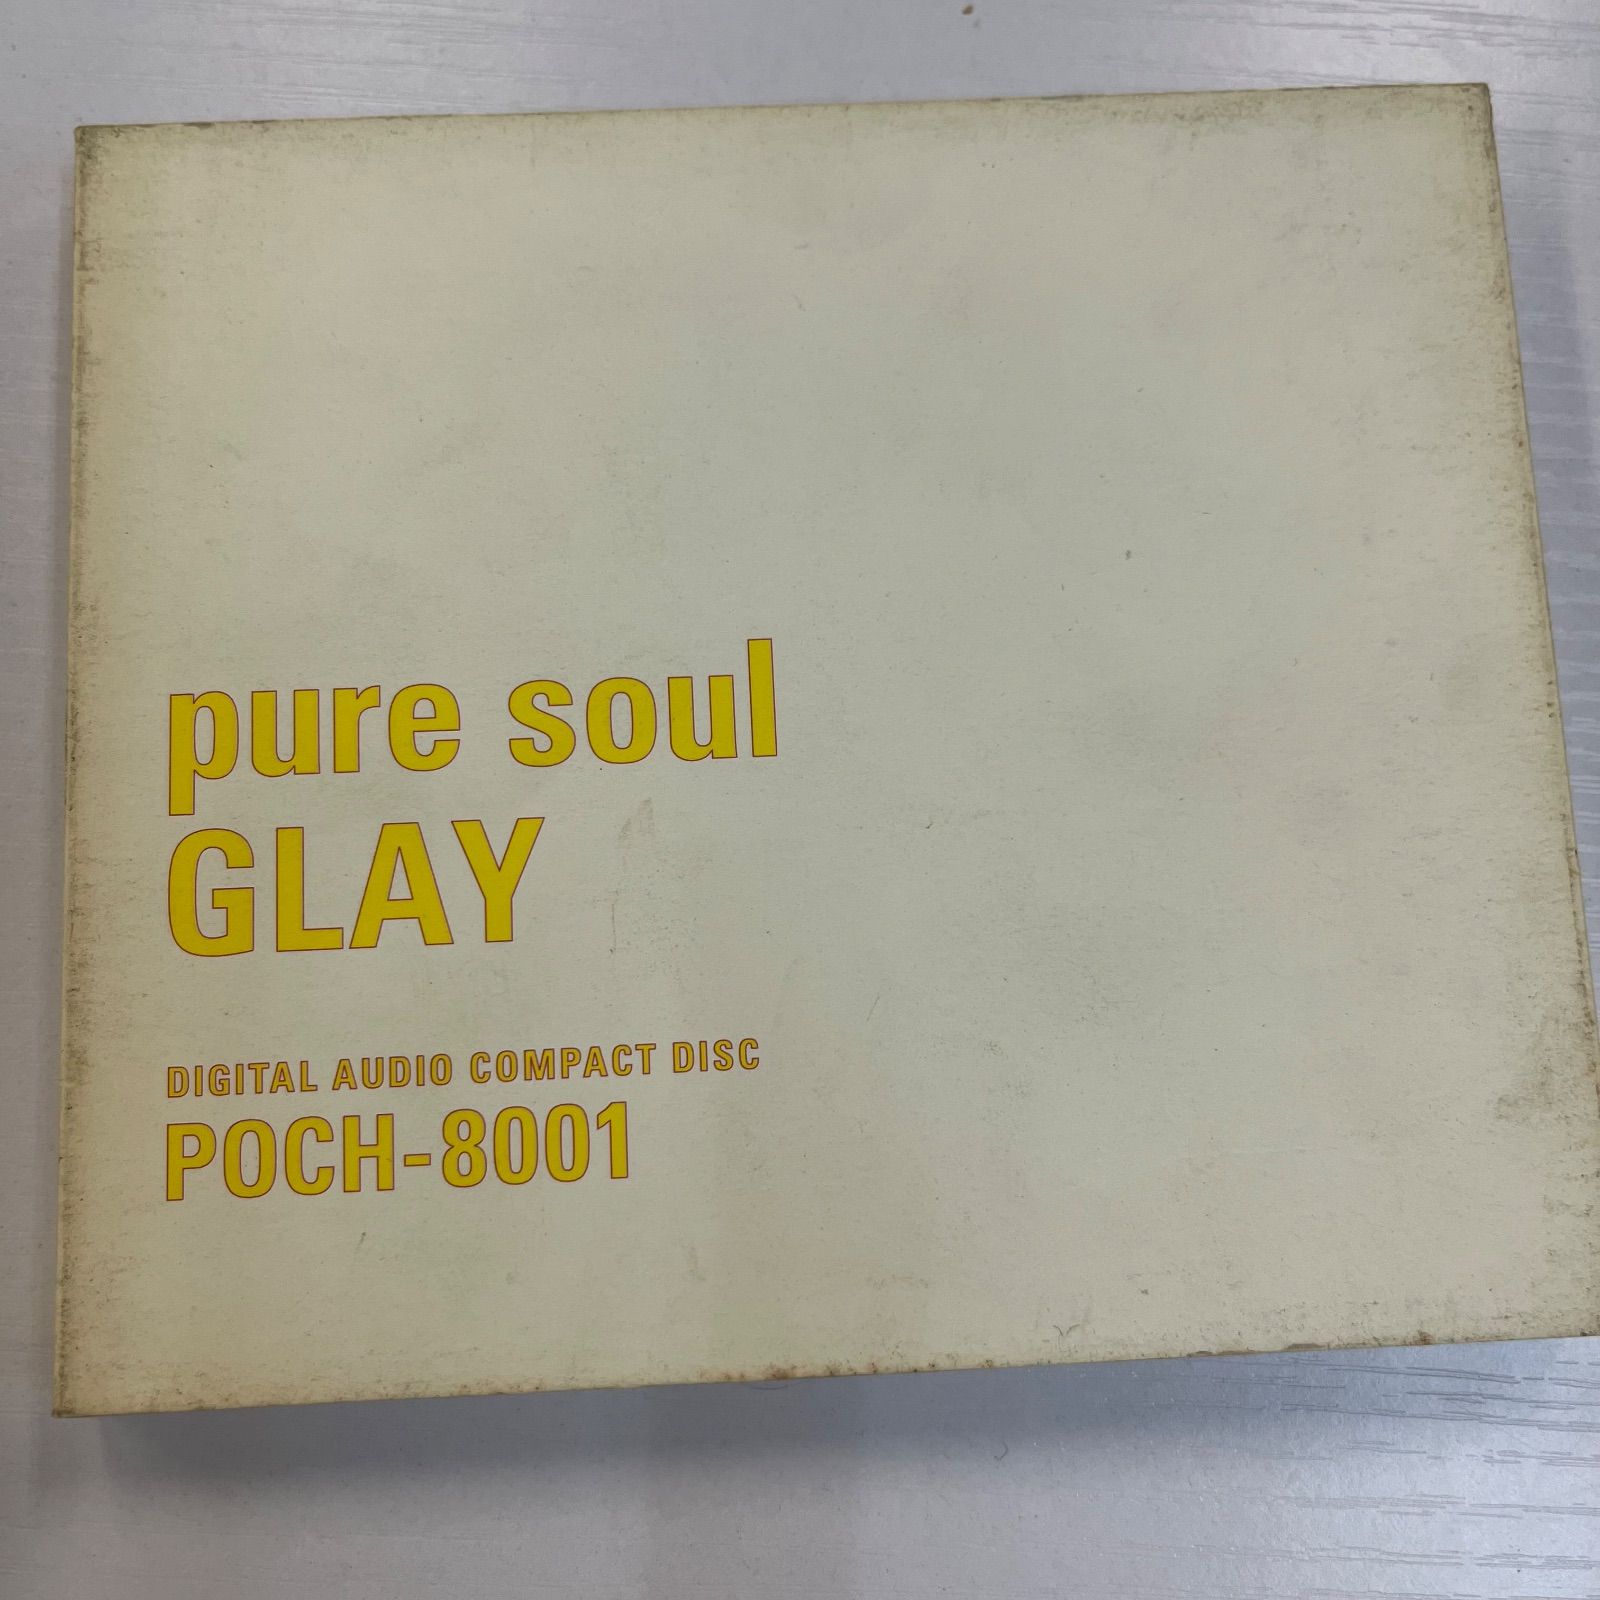 pure soul
GLAY
DIGITAL AUDIO COMPACT DISC
POCH-8001